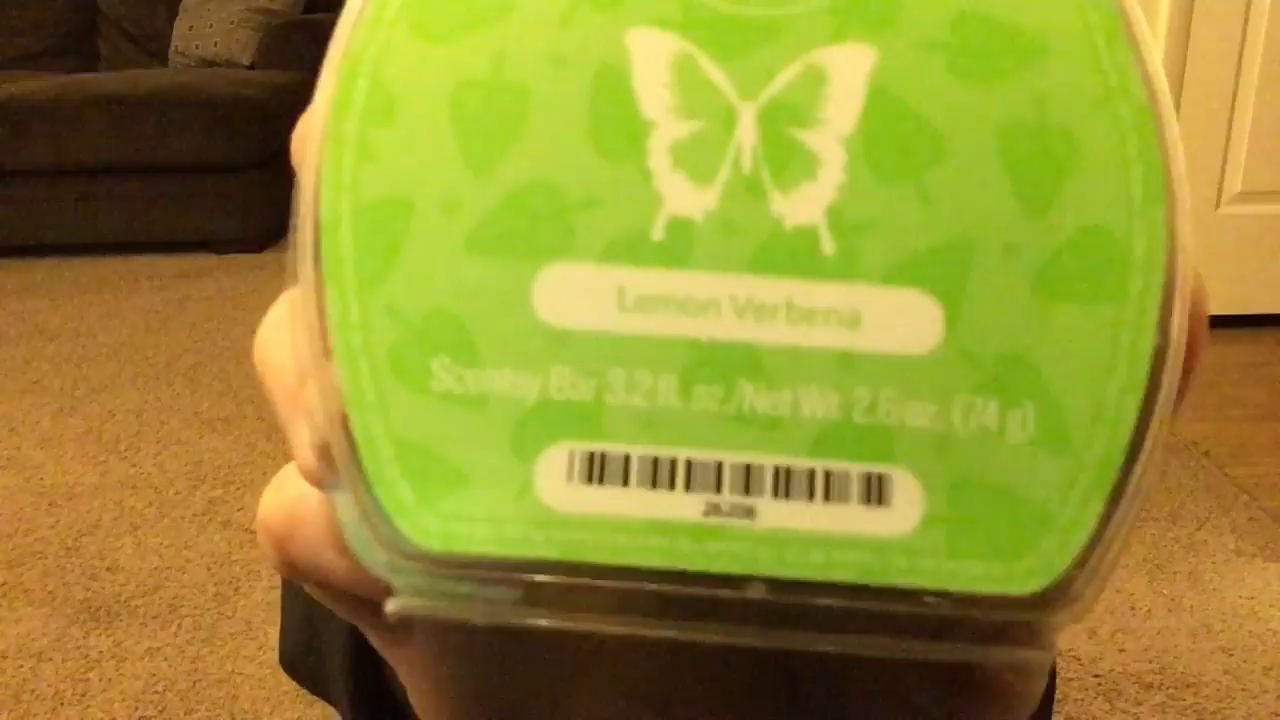 Lemon Verbena
Scentsy Bar 3.2 fl. oz./Net Wt. 2.6 oz. (74 g)